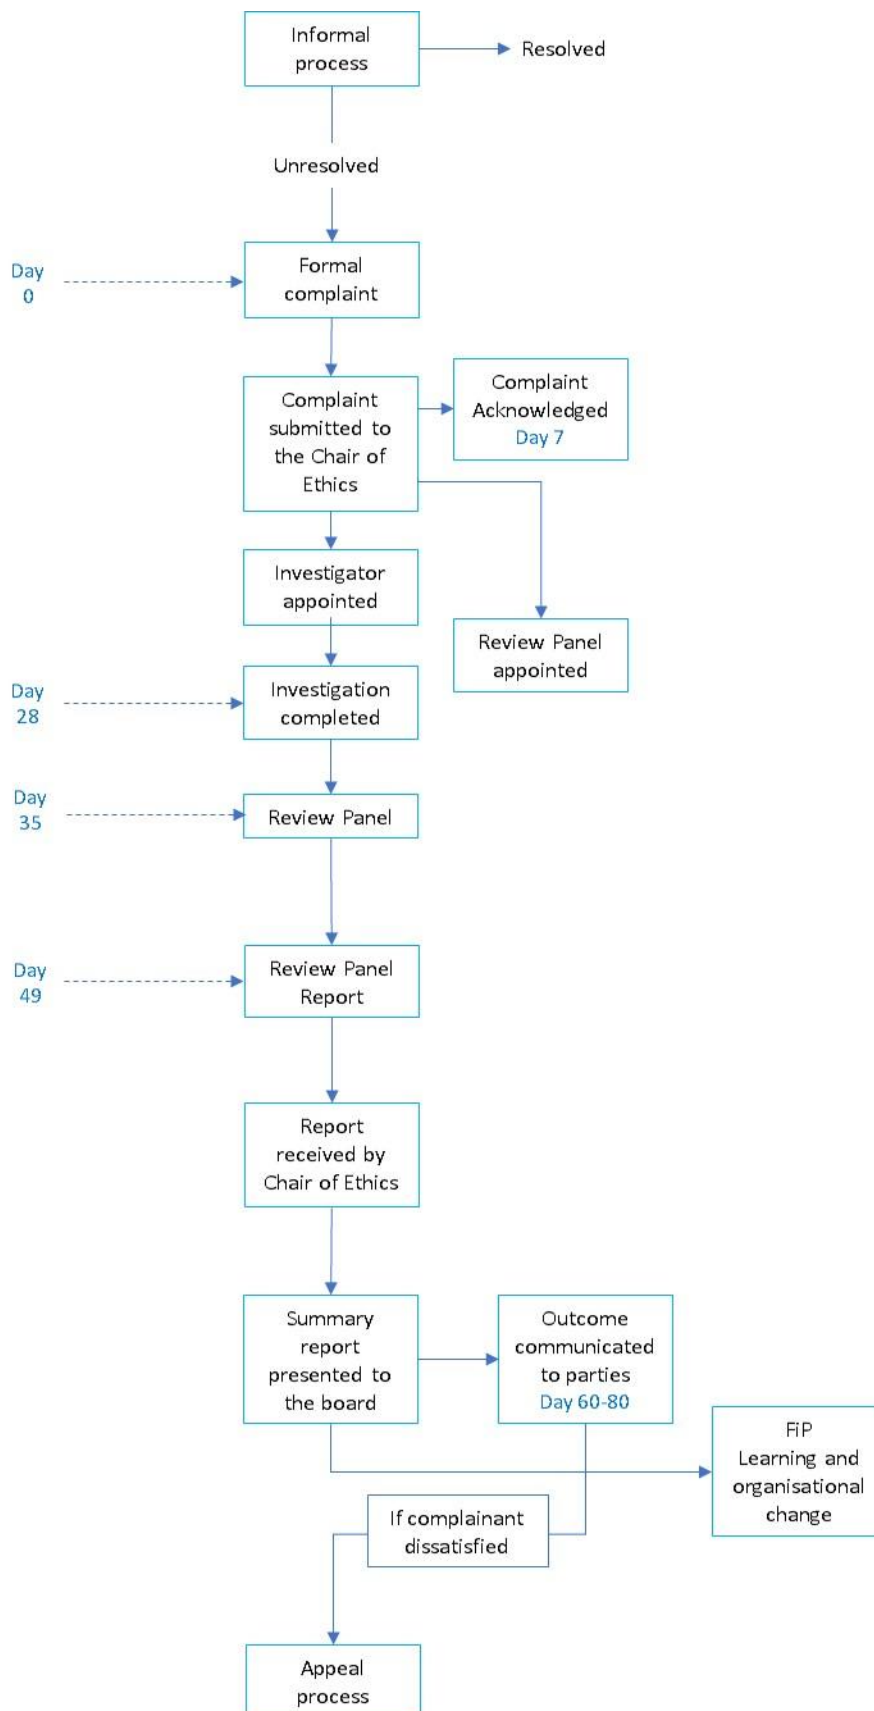 Informal
process
Resolved
Unresolved
Day
0
Formal
complaint
Complaint
submitted to
the Chair of
Ethics
Complaint
Acknowledged
Day 7
Investigator
appointed
Review Panel
appointed
Day
28
Investigation
completed
Day
35
Review Panel
Day
49
Review Panel
Report
Report
received by
Chair of Ethics
Summary
report
presented to
the board
Outcome
communicated
to parties
Day 60-80
FiP
Learning and
organisational
change
If complainant
dissatisfied
Appeal
process